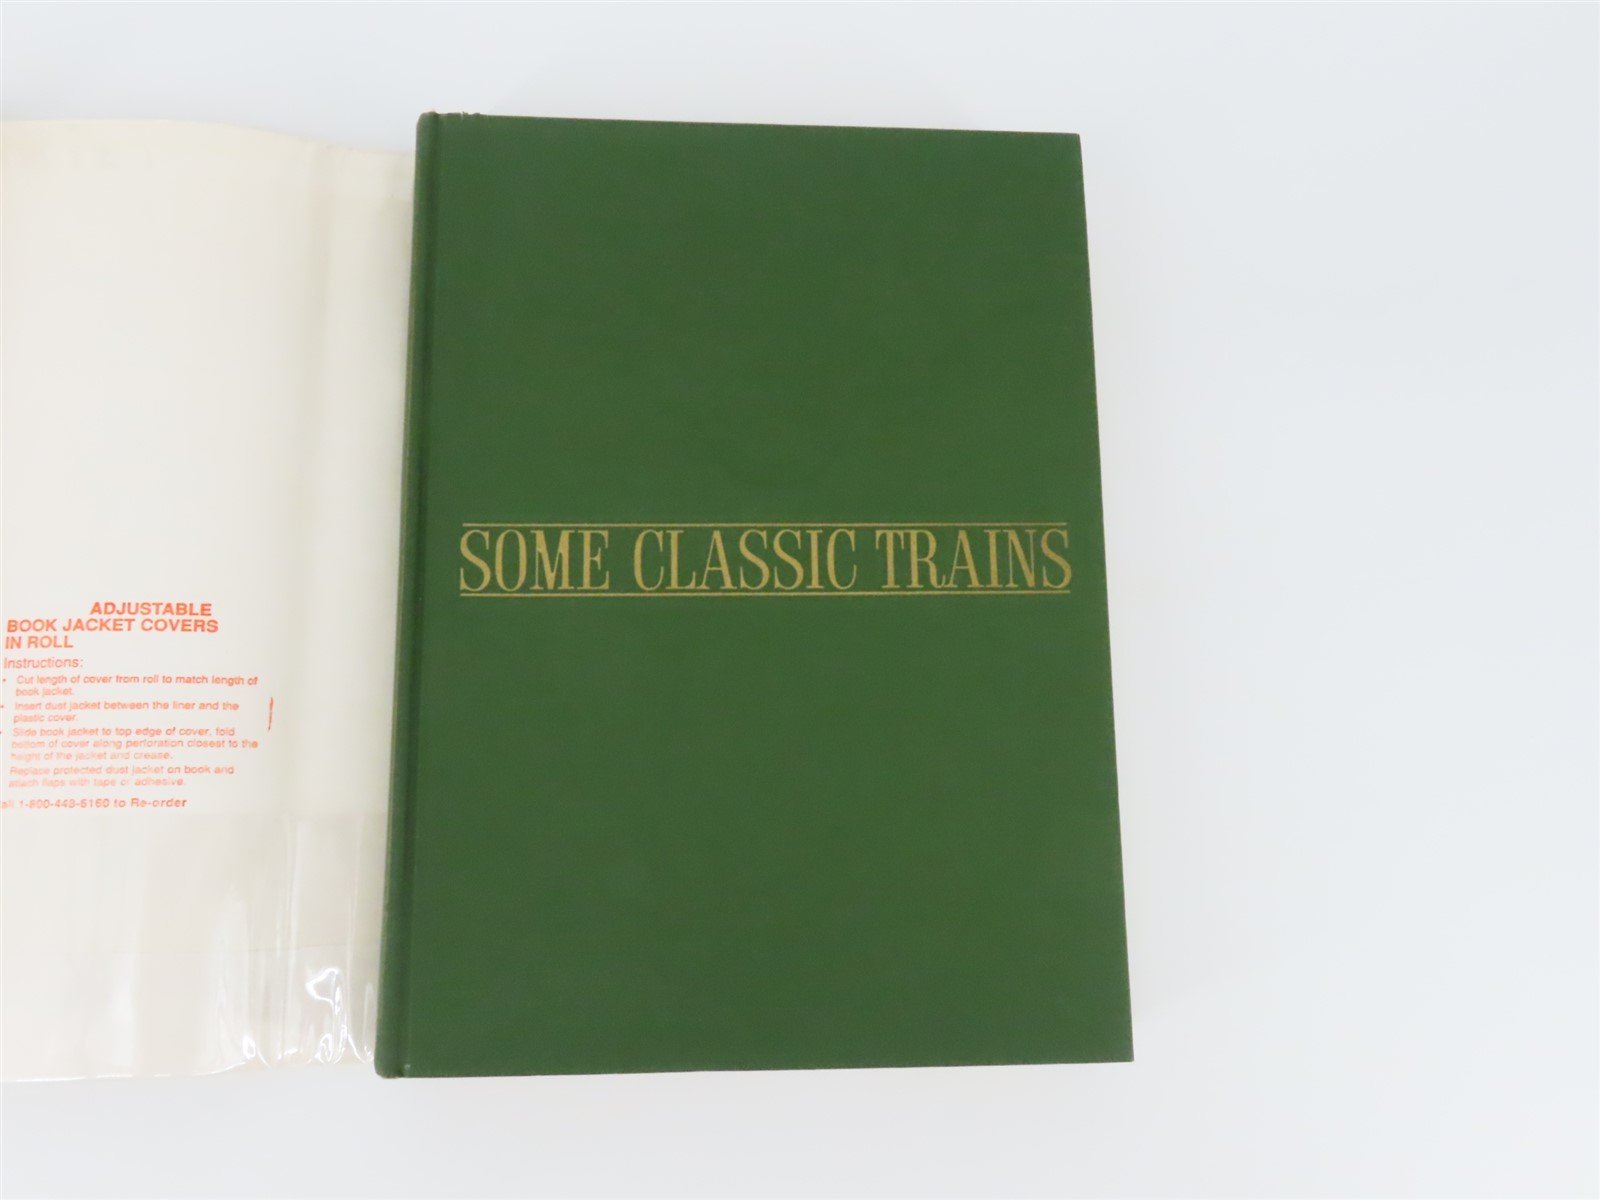 ADJUSTABLE
BOOK JACKET COVERS
IN ROLL
Instructions:
• Cut length of cover from roll to match length of
book jacket.
• Insert dust jacket between the liner and the
plastic cover.
• Slide book jacket to top edge of cover, fold
bottom of cover along perforation closest to the
height of the jacket and crease.
Replace protected dust jacket on book and
attach flaps with tape or adhesive.
1-800-443-5160 to Re-order
SOME CLASSIC TRAINS